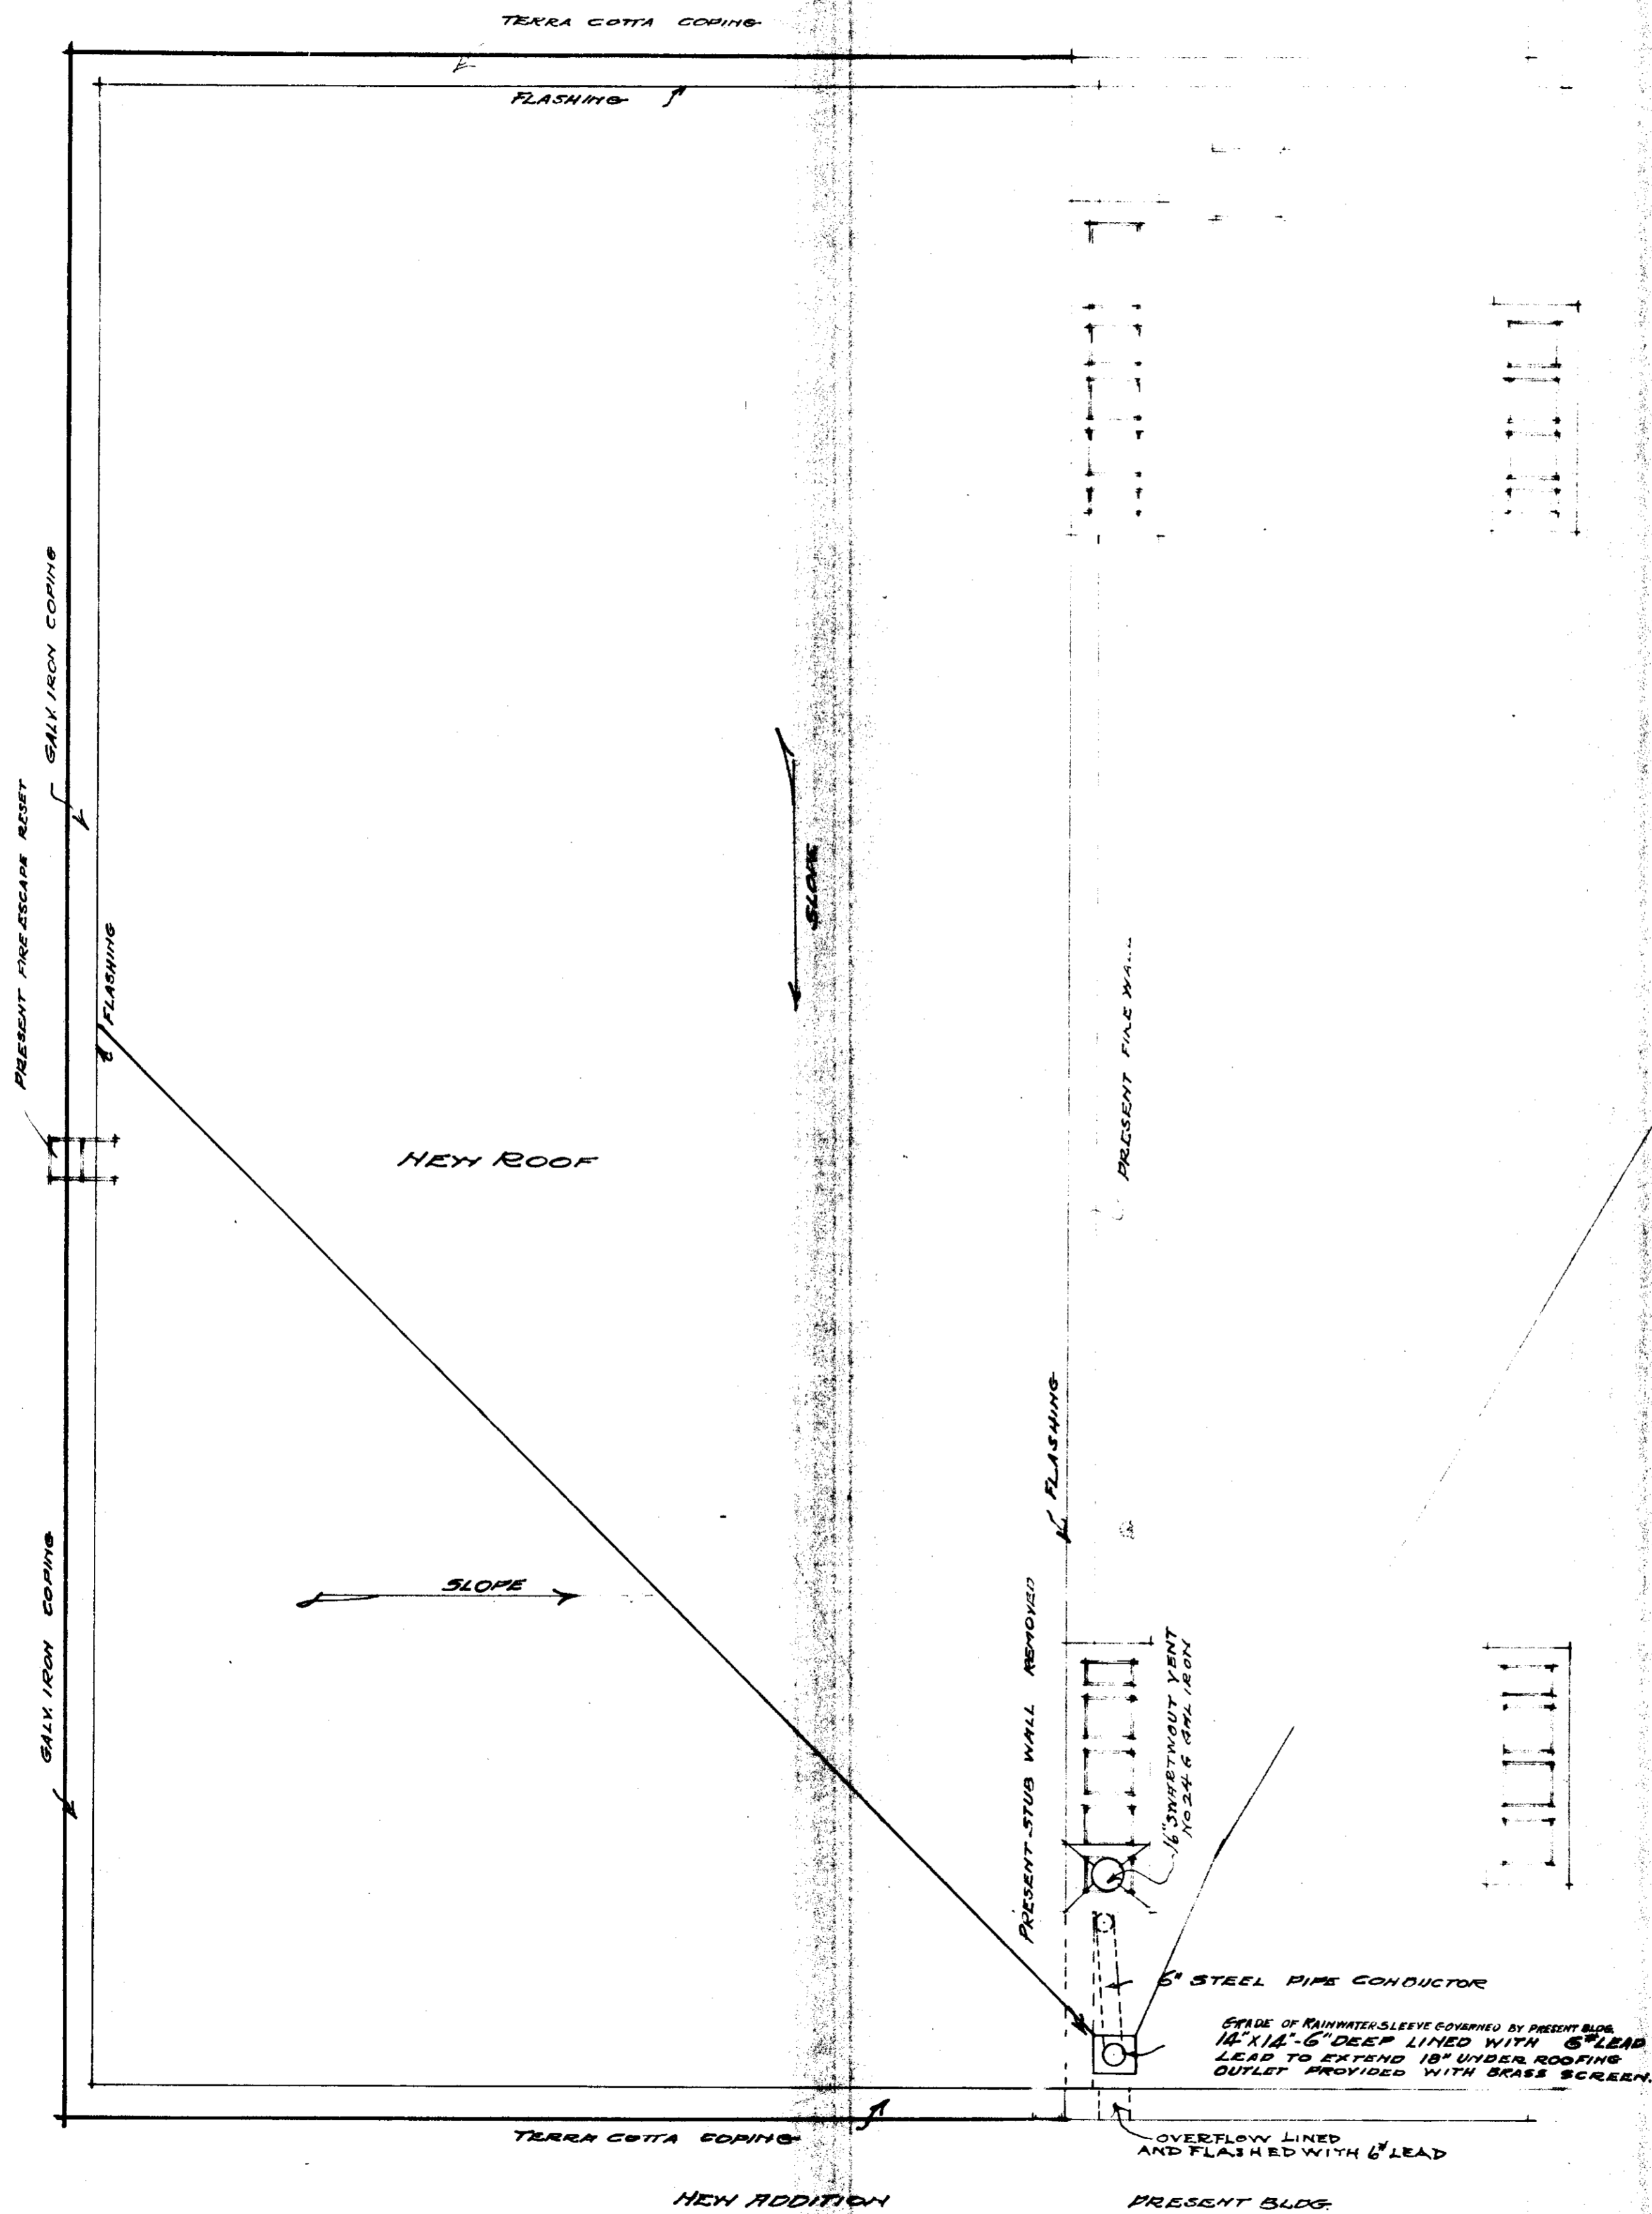 TERRA COTTA COPING
FLASHING
GALV. IRON COPING
PRESENT FIRE ESCAPE RESET
FLASHING
SLOPE
PRESENT FIRE
NEW ROOF
FLASHING
GALV. IRON COPING
SLOPE
PRESENT STUB WALL REMOVED
16" SWARTWOUT VENT
NO 24 G GAL IRON
6" STEEL PIPE CONDUCTOR
GRADE OF RAINWATER SLEEVE GOVERNED BY PRESENT BLDG.
14"X14"-6" DEEP LINED WITH 6# LEAD
LEAD TO EXTEND 18" UNDER ROOFING
OUTLET PROVIDED WITH BRASS SCREEN.
TERRA COTTA COPING
OVERFLOW LINED
AND FLASHED WITH 6# LEAD
NEW ADDITION
PRESENT BLDG.